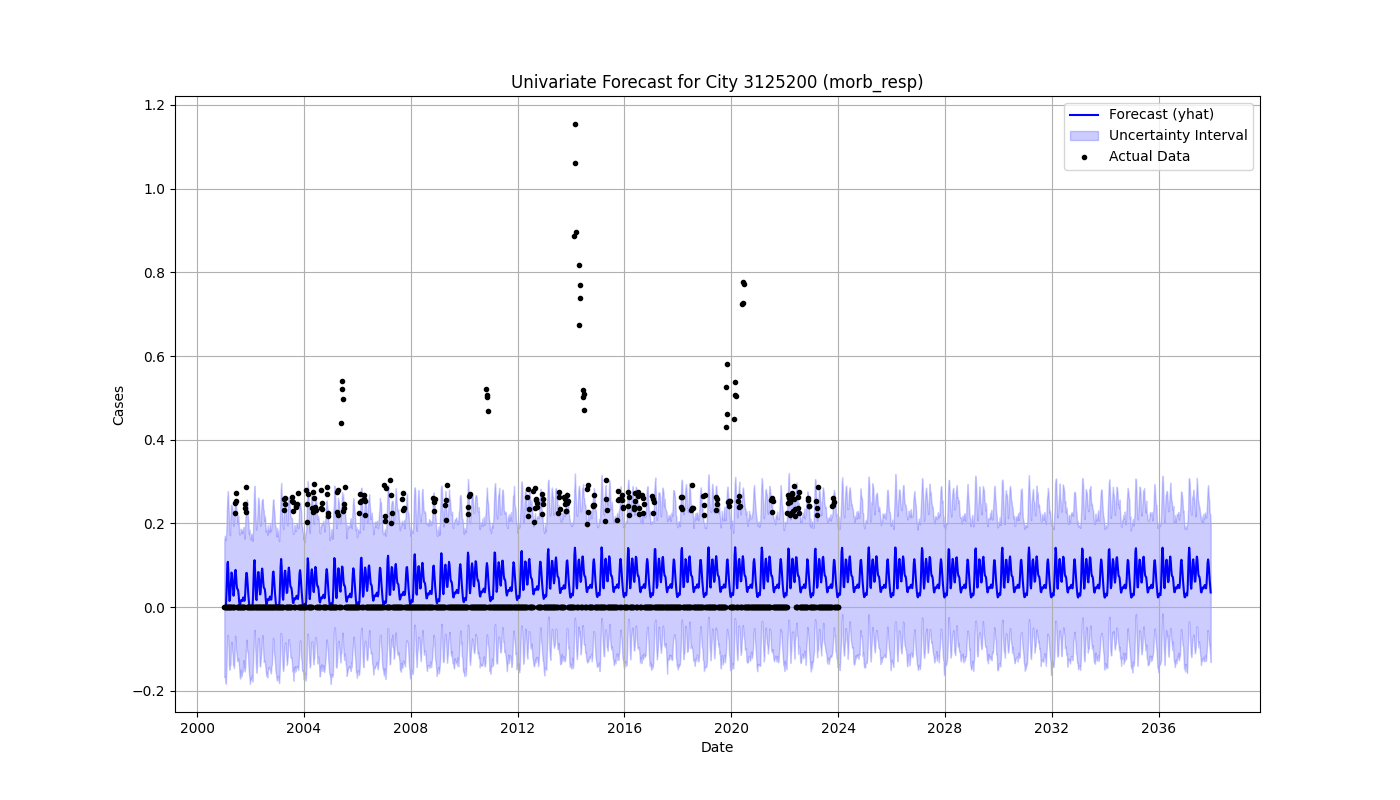 Univariate Forecast for City 3125200 (morb_resp)
Forecast (yhat)
Uncertainty Interval
Actual Data
Cases
1.2
1.0
0.8
0.6
0.4
0.2
0.0
−0.2
2000 2004 2008 2012 2016 2020 2024 2028 2032 2036
Date